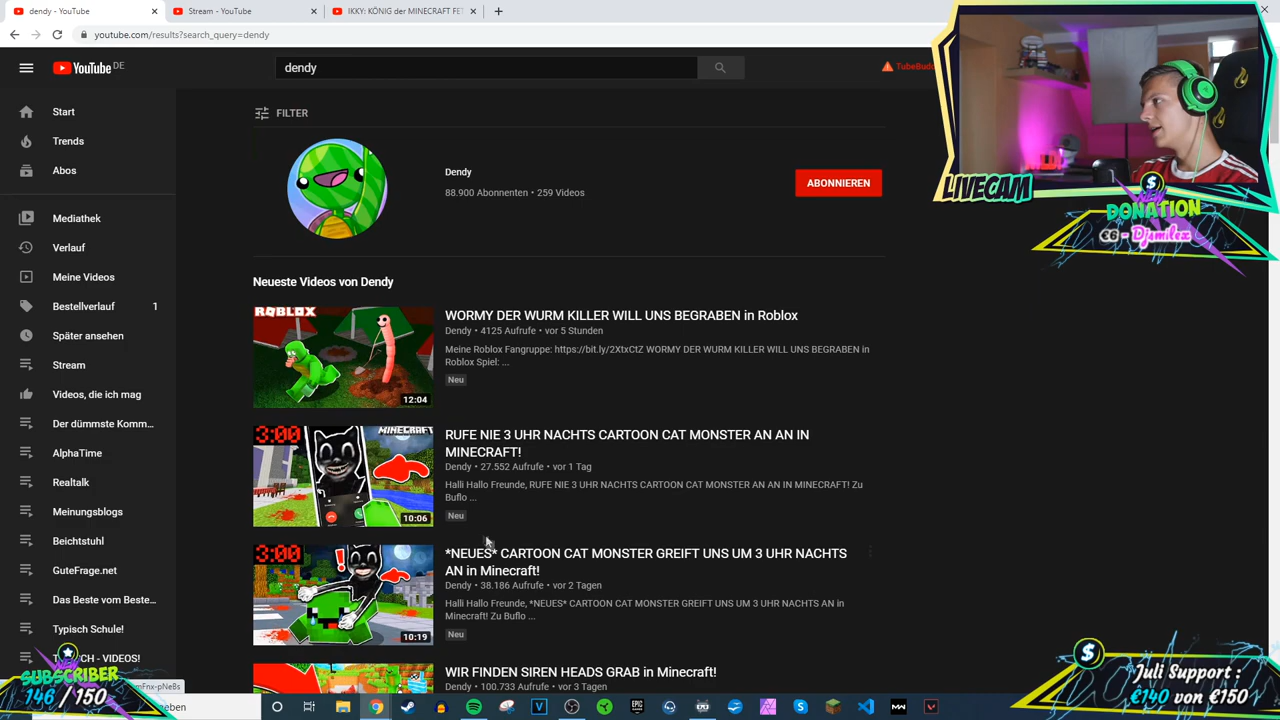 dendy - YouTube
Stream - YouTube
IKKY: KÖNIG der MINECRAFT FE
youtube.com/results?search_query=dendy
YouTube DE
dendy
Start
Trends
Abos
Mediathek
Verlauf
Meine Videos
Bestellverlauf 1
Später ansehen
Stream
Videos, die ich mag
Der dümmste Komm...
AlphaTime
Realtalk
Meinungsblogs
Beichtstuhl
GuteFrage.net
Das Beste vom Beste...
Typisch Schule!
- VIDEOS!
FILTER
Dendy
88.900 Abonnenten • 259 Videos
ABONNIEREN
Neueste Videos von Dendy
ROBLOX
12:04
WORMY DER WURM KILLER WILL UNS BEGRABEN in Roblox
Dendy • 4125 Aufrufe • vor 5 Stunden
Meine Roblox Fangruppe: https://bit.ly/2XtxCtZ WORMY DER WURM KILLER WILL UNS BEGRABEN in
Roblox Spiel: ...
Neu
3:00
MINECRAFT
10:06
RUFE NIE 3 UHR NACHTS CARTOON CAT MONSTER AN AN IN
MINECRAFT!
Dendy • 27.552 Aufrufe • vor 1 Tag
Halli Hallo Freunde, RUFE NIE 3 UHR NACHTS CARTOON CAT MONSTER AN AN IN MINECRAFT! Zu
Buflo ...
Neu
3:00
10:19
*NEUES* CARTOON CAT MONSTER GREIFT UNS UM 3 UHR NACHTS
AN in Minecraft!
Dendy • 38.186 Aufrufe • vor 2 Tagen
Halli Hallo Freunde, *NEUES* CARTOON CAT MONSTER GREIFT UNS UM 3 UHR NACHTS AN in
Minecraft! Zu Buflo ...
Neu
WIR FINDEN SIREN HEADS GRAB in Minecraft!
Dendy • 100.733 Aufrufe • vor 3 Tagen
LIVECAM
NEW
DONATION
€6 - Djsmilex
NEW
SUBSCRIBER
146 / 150
Juli Support :
€140 von €150